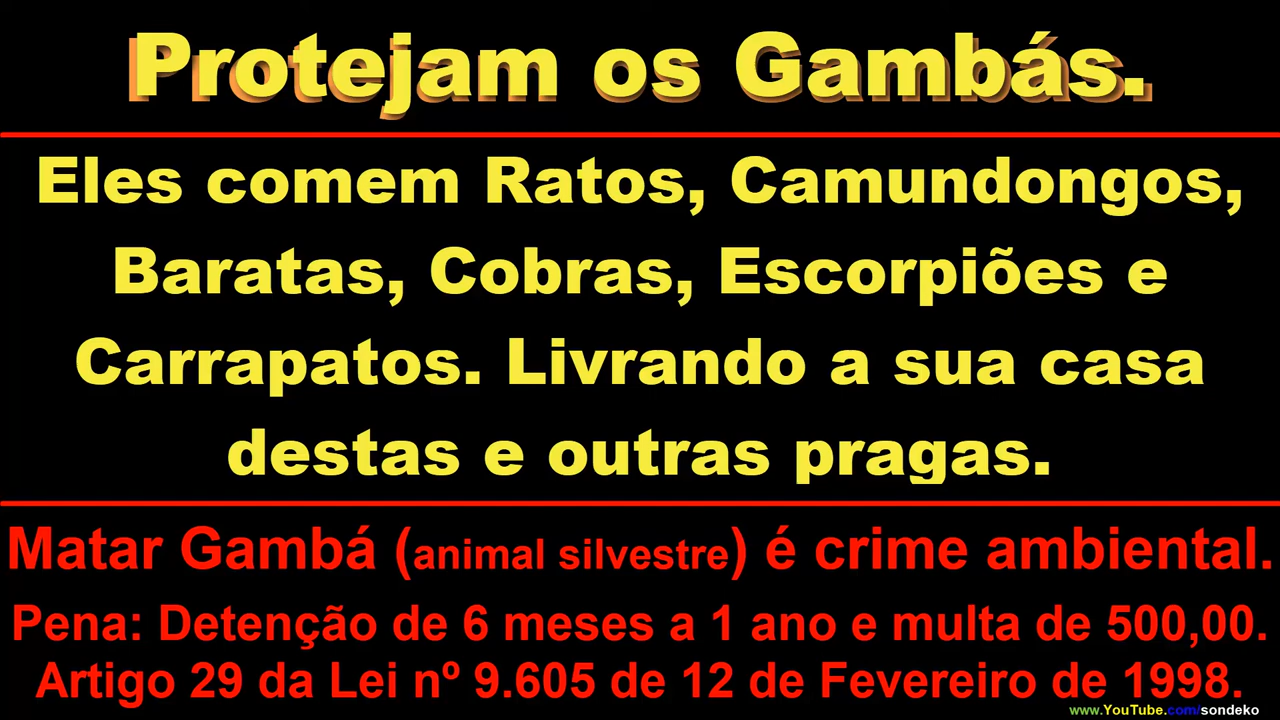 Protejam os Gambás.
Eles comem Ratos, Camundongos,
Baratas, Cobras, Escorpiões e
Carrapatos. Livrando a sua casa
destas e outras pragas.
Matar Gambá (animal silvestre) é crime ambiental.
Pena: Detenção de 6 meses a 1 ano e multa de 500,00.
Artigo 29 da Lei nº 9.605 de 12 de Fevereiro de 1998.
www.YouTube.com/sondeko